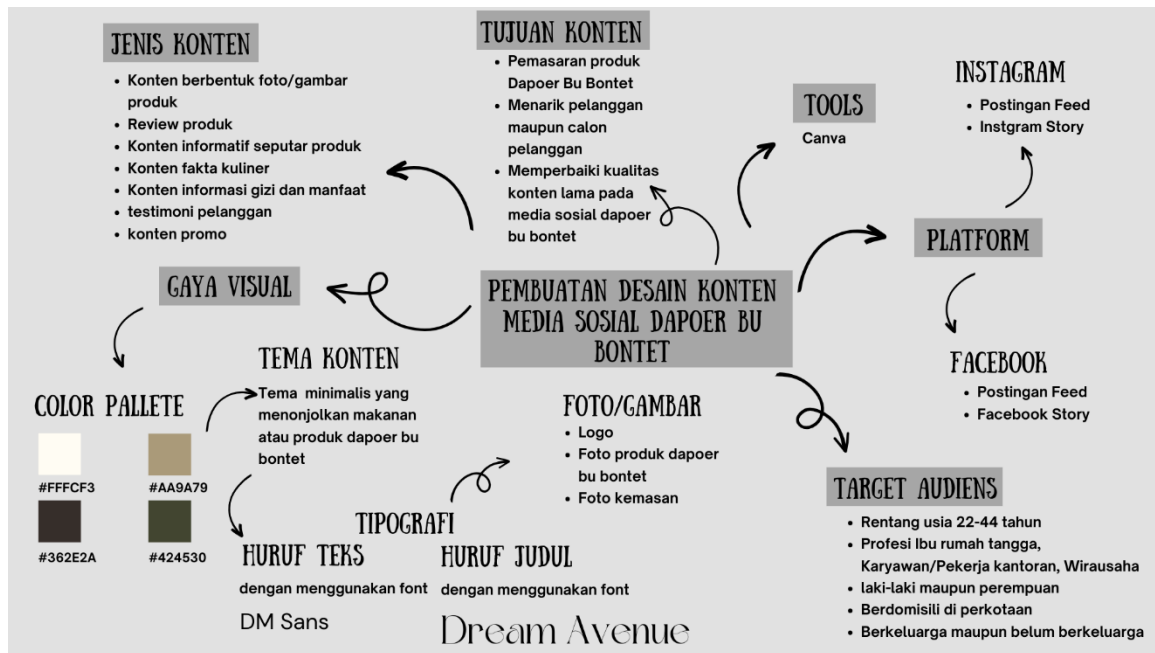 JENIS KONTEN
• Konten berbentuk foto/gambar
produk
• Review produk
• Konten informatif seputar produk
• Konten fakta kuliner
• Konten informasi gizi dan manfaat
• testimoni pelanggan
• konten promo
TUJUAN KONTEN
• Pemasaran produk
Dapoer Bu Bontet
• Menarik pelanggan
maupun calon
pelanggan
• Memperbaiki kualitas
konten lama pada
media sosial dapoer
bu bontet
TOOLS
Canva
INSTAGRAM
• Postingan Feed
• Instgram Story
PLATFORM
FACEBOOK
• Postingan Feed
• Facebook Story
PEMBUATAN DESAIN KONTEN
MEDIA SOSIAL DAPOER BU
BONTET
GAYA VISUAL
COLOR PALLETE
#FFFCF3
#AA9A79
#362E2A
#424530
TEMA KONTEN
Tema minimalis yang
menonjolkan makanan
atau produk dapoer bu
bontet
TIPOGRAFI
HURUF TEKS
dengan menggunakan font
DM Sans
HURUF JUDUL
dengan menggunakan font
Dream Avenue
FOTO/GAMBAR
• Logo
• Foto produk dapoer
bu bontet
• Foto kemasan
TARGET AUDIENS
• Rentang usia 22-44 tahun
• Profesi Ibu rumah tangga,
Karyawan/Pekerja kantoran, Wirausaha
• laki-laki maupun perempuan
• Berdomisili di perkotaan
• Berkeluarga maupun belum berkeluarga